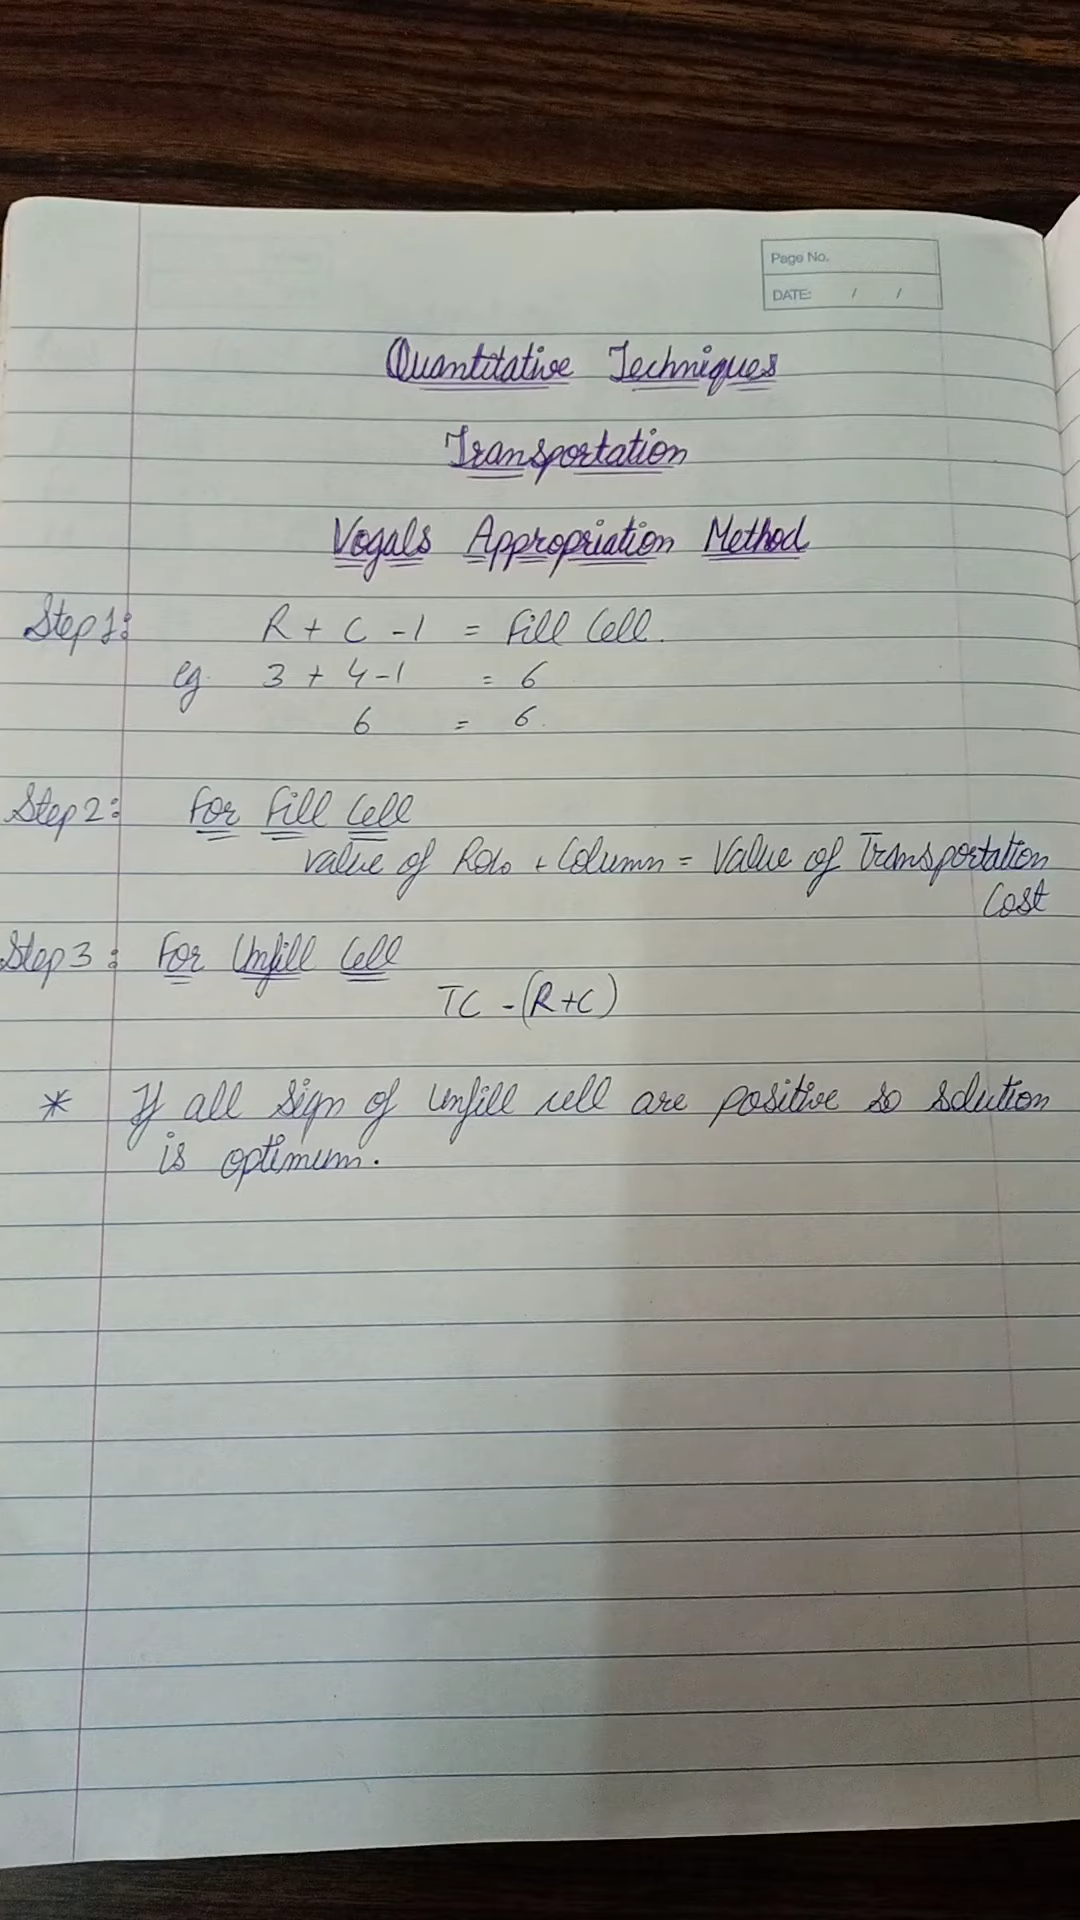 Page No.
DATE: / /
Quantitative Techniques
Transportation
Vogals Appropriation Method
Step 1: R + C - 1 = Fill Cell.
eg. 3 + 4 - 1 = 6
6 = 6.
Step 2: For Fill Cell
Value of Row + Column = Value of Transportation
Cost
Step 3: For Unfill Cell
TC - (R+C)
* If all sign of unfill cell are positive so solution
is optimum.